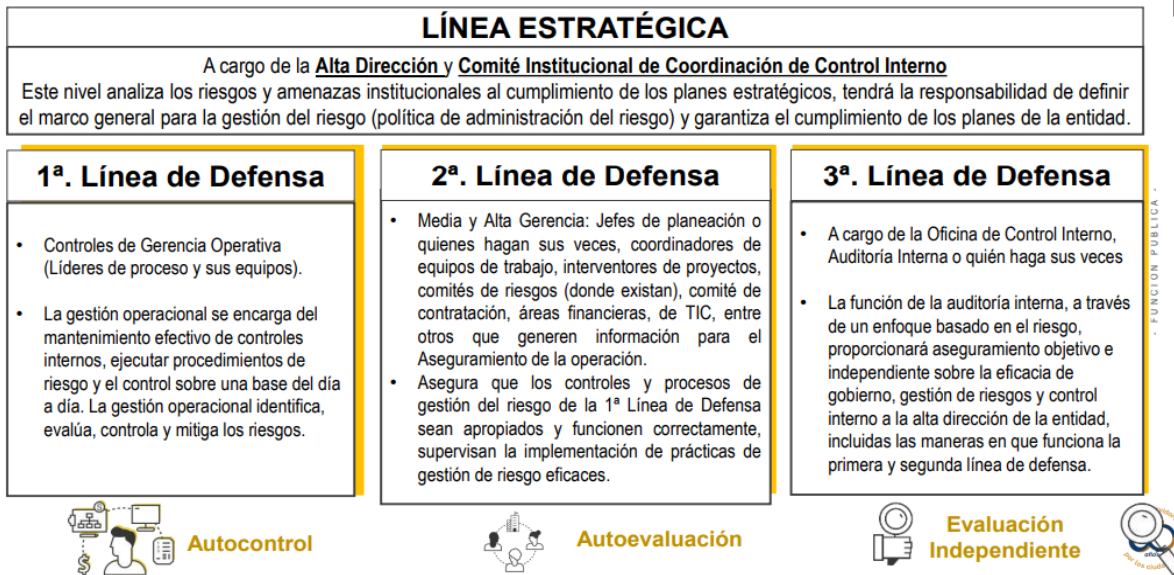 LÍNEA ESTRATÉGICA
A cargo de la Alta Dirección y Comité Institucional de Coordinación de Control Interno
Este nivel analiza los riesgos y amenazas institucionales al cumplimiento de los planes estratégicos, tendrá la responsabilidad de definir
el marco general para la gestión del riesgo (política de administración del riesgo) y garantiza el cumplimiento de los planes de la entidad.
1ª. Línea de Defensa
• Controles de Gerencia Operativa
(Líderes de proceso y sus equipos).
• La gestión operacional se encarga del
mantenimiento efectivo de controles
internos, ejecutar procedimientos de
riesgo y el control sobre una base del día
a día. La gestión operacional identifica,
evalúa, controla y mitiga los riesgos.
Autocontrol
2ª. Línea de Defensa
• Media y Alta Gerencia: Jefes de planeación o
quienes hagan sus veces, coordinadores de
equipos de trabajo, interventores de proyectos,
comités de riesgos (donde existan), comité de
contratación, áreas financieras, de TIC, entre
otros que generen información para el
Aseguramiento de la operación.
• Asegura que los controles y procesos de
gestión del riesgo de la 1ª Línea de Defensa
sean apropiados y funcionen correctamente,
supervisan la implementación de prácticas de
gestión de riesgo eficaces.
Autoevaluación
3ª. Línea de Defensa
• A cargo de la Oficina de Control Interno,
Auditoría Interna o quién haga sus veces
• La función de la auditoría interna, a través
de un enfoque basado en el riesgo,
proporcionará aseguramiento objetivo e
independiente sobre la eficacia de
gobierno, gestión de riesgos y control
interno a la alta dirección de la entidad,
incluidas las maneras en que funciona la
primera y segunda línea de defensa.
Evaluación
Independiente
- FUNCION PUBLICA -